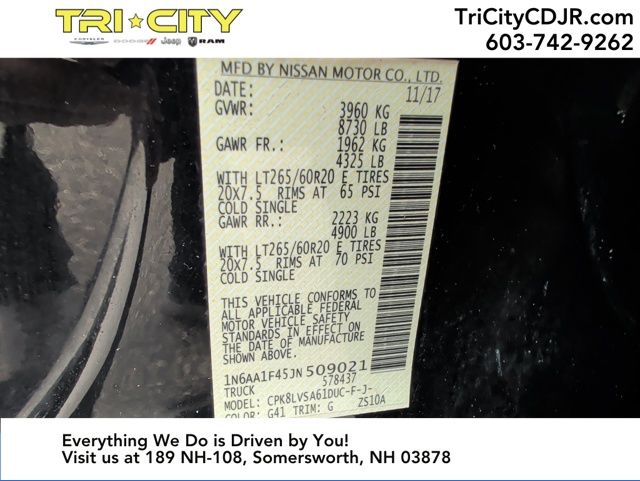 TRI CITY
CHRYSLER DODGE Jeep RAM
TriCityCDJR.com
603-742-9262
MFD BY NISSAN MOTOR CO., LTD.
DATE: 11/17
GVWR: 3960 KG
8730 LB
GAWR FR.: 1962 KG
4325 LB
WITH LT265/60R20 E TIRES
20X7.5 RIMS AT 65 PSI
COLD SINGLE
GAWR RR.: 2223 KG
4900 LB
WITH LT265/60R20 E TIRES
20X7.5 RIMS AT 70 PSI
COLD SINGLE
THIS VEHICLE CONFORMS TO
ALL APPLICABLE FEDERAL
MOTOR VEHICLE SAFETY
STANDARDS IN EFFECT ON
THE DATE OF MANUFACTURE
SHOWN ABOVE.
1N6AA1F45JN509021
TRUCK 578437
MODEL: CPK8LVSA61DUC-F-J-
COLOR: G41 TRIM: G ZS10A
Everything We Do is Driven by You!
Visit us at 189 NH-108, Somersworth, NH 03878